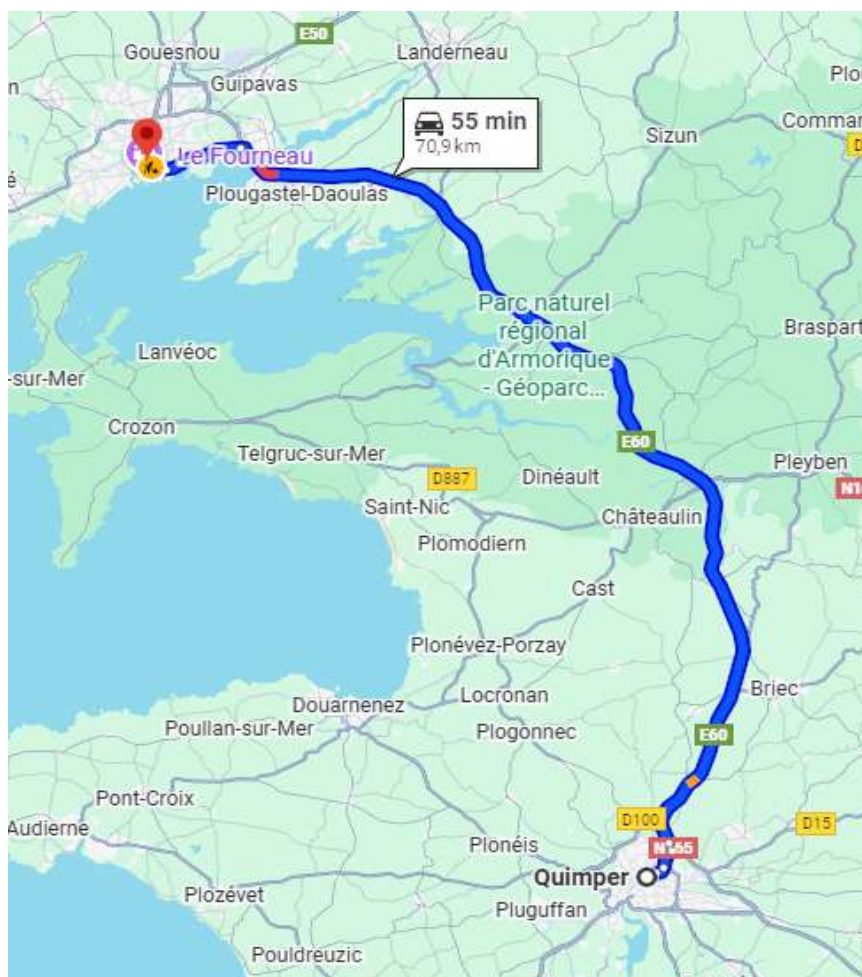 E50
Gouesnou
Landerneau
Guipavas
55 min
70,9 km
Sizun
Comman
D
Le Fourneau
Plougastel-Daoulas
Parc naturel
régional
d'Armorique
- Géoparc...
Braspart
Lanvéoc
-sur-Mer
Crozon
E60
Telgruc-sur-Mer
D887
Dinéault
Pleyben
N1
Saint-Nic
Châteaulin
Plomodiern
Cast
Plonévez-Porzay
Briec
Douarnenez
Locronan
Poullan-sur-Mer
Plogonnec
E60
Pont-Croix
Audierne
D100
D15
Plonéis
Quimper
Plozévet
Pluguffan
Pouldreuzic